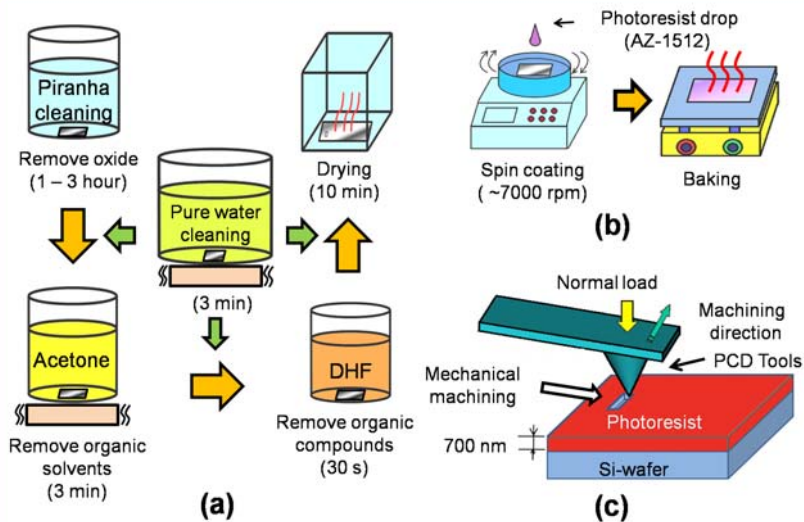 Piranha
cleaning
Remove oxide
(1 – 3 hour)
Drying
(10 min)
Pure water
cleaning
(3 min)
Acetone
Remove organic
solvents
(3 min)
DHF
Remove organic
compounds
(30 s)
(a)
Photoresist drop
(AZ-1512)
Spin coating
( ~7000 rpm)
Baking
(b)
Normal load
Machining
direction
PCD Tools
Mechanical
machining
Photoresist
700 nm
Si-wafer
(c)